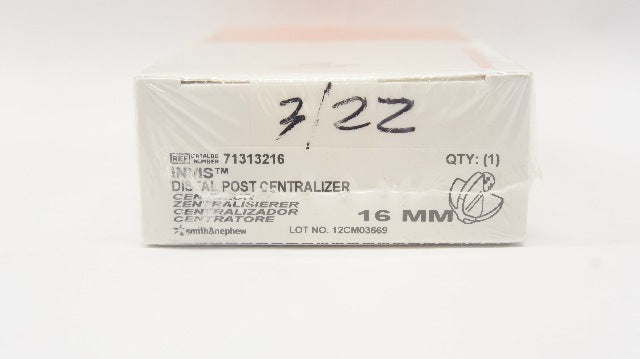 3/22
REF CATALOG NUMBER 71313216 QTY: (1)
INVIS™
DISTAL POST CENTRALIZER
CENTREUR
ZENTRALISIERER
CENTRALIZADOR
CENTRATORE 16 MM
smith&nephew LOT NO. 12CM03669